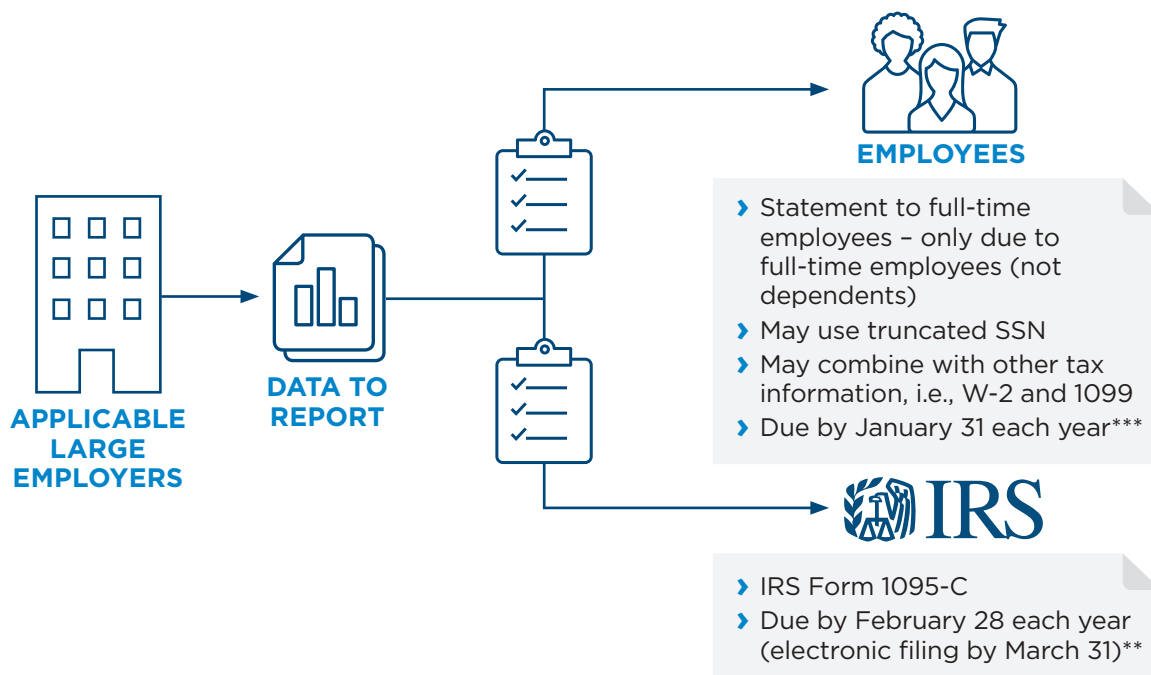 EMPLOYEES
› Statement to full-time
employees – only due to
full-time employees (not
dependents)
› May use truncated SSN
› May combine with other tax
information, i.e., W-2 and 1099
› Due by January 31 each year***
APPLICABLE
LARGE
EMPLOYERS
DATA TO
REPORT
IRS
› IRS Form 1095-C
› Due by February 28 each year
(electronic filing by March 31)**